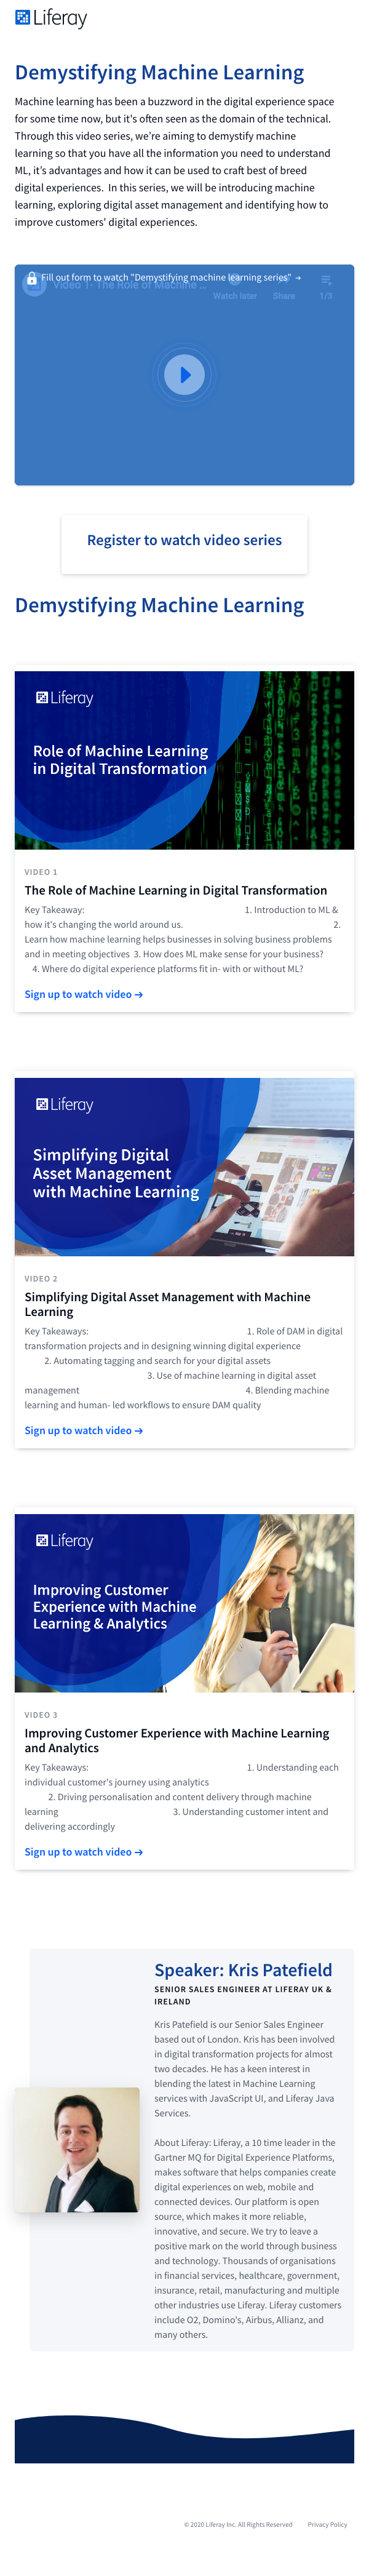 Liferay
Demystifying Machine Learning
Machine learning has been a buzzword in the digital experience space
for some time now, but it's often seen as the domain of the technical.
Through this video series, we're aiming to demystify machine
learning so that you have all the information you need to understand
ML, it's advantages and how it can be used to craft best of breed
digital experiences. In this series, we will be introducing machine
learning, exploring digital asset management and identifying how to
improve customers' digital experiences.
Fill out form to watch "Demystifying machine learning series" →
Video 1- The Role of Machine ...
Watch later Share 1/3
Register to watch video series
Demystifying Machine Learning
Liferay
Role of Machine Learning
in Digital Transformation
VIDEO 1
The Role of Machine Learning in Digital Transformation
Key Takeaway: 1. Introduction to ML &
how it's changing the world around us. 2.
Learn how machine learning helps businesses in solving business problems
and in meeting objectives 3. How does ML make sense for your business?
4. Where do digital experience platforms fit in- with or without ML?
Sign up to watch video →
Liferay
Simplifying Digital
Asset Management
with Machine Learning
VIDEO 2
Simplifying Digital Asset Management with Machine
Learning
Key Takeaways: 1. Role of DAM in digital
transformation projects and in designing winning digital experience
2. Automating tagging and search for your digital assets
3. Use of machine learning in digital asset
management 4. Blending machine
learning and human- led workflows to ensure DAM quality
Sign up to watch video →
Liferay
Improving Customer
Experience with Machine
Learning & Analytics
VIDEO 3
Improving Customer Experience with Machine Learning
and Analytics
Key Takeaways: 1. Understanding each
individual customer's journey using analytics
2. Driving personalisation and content delivery through machine
learning 3. Understanding customer intent and
delivering accordingly
Sign up to watch video →
Speaker: Kris Patefield
SENIOR SALES ENGINEER AT LIFERAY UK &
IRELAND
Kris Patefield is our Senior Sales Engineer
based out of London. Kris has been involved
in digital transformation projects for almost
two decades. He has a keen interest in
blending the latest in Machine Learning
services with JavaScript UI, and Liferay Java
Services.
About Liferay: Liferay, a 10 time leader in the
Gartner MQ for Digital Experience Platforms,
makes software that helps companies create
digital experiences on web, mobile and
connected devices. Our platform is open
source, which makes it more reliable,
innovative, and secure. We try to leave a
positive mark on the world through business
and technology. Thousands of organisations
in financial services, healthcare, government,
insurance, retail, manufacturing and multiple
other industries use Liferay. Liferay customers
include O2, Domino's, Airbus, Allianz, and
many others.
© 2020 Liferay Inc. All Rights Reserved Privacy Policy